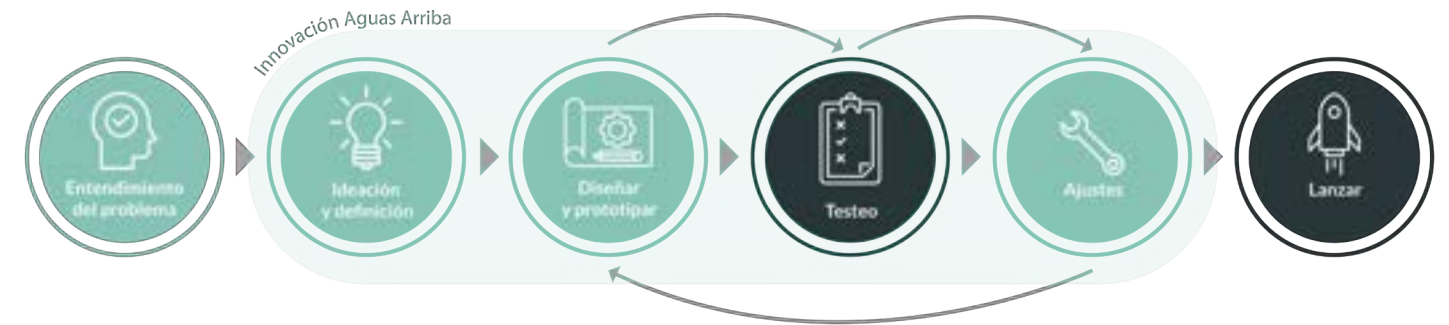 Innovación Aguas Arriba
Entendimiento
del problema
Ideación
y definición
Diseñar
y prototipar
Testeo
Ajustes
Lanzar